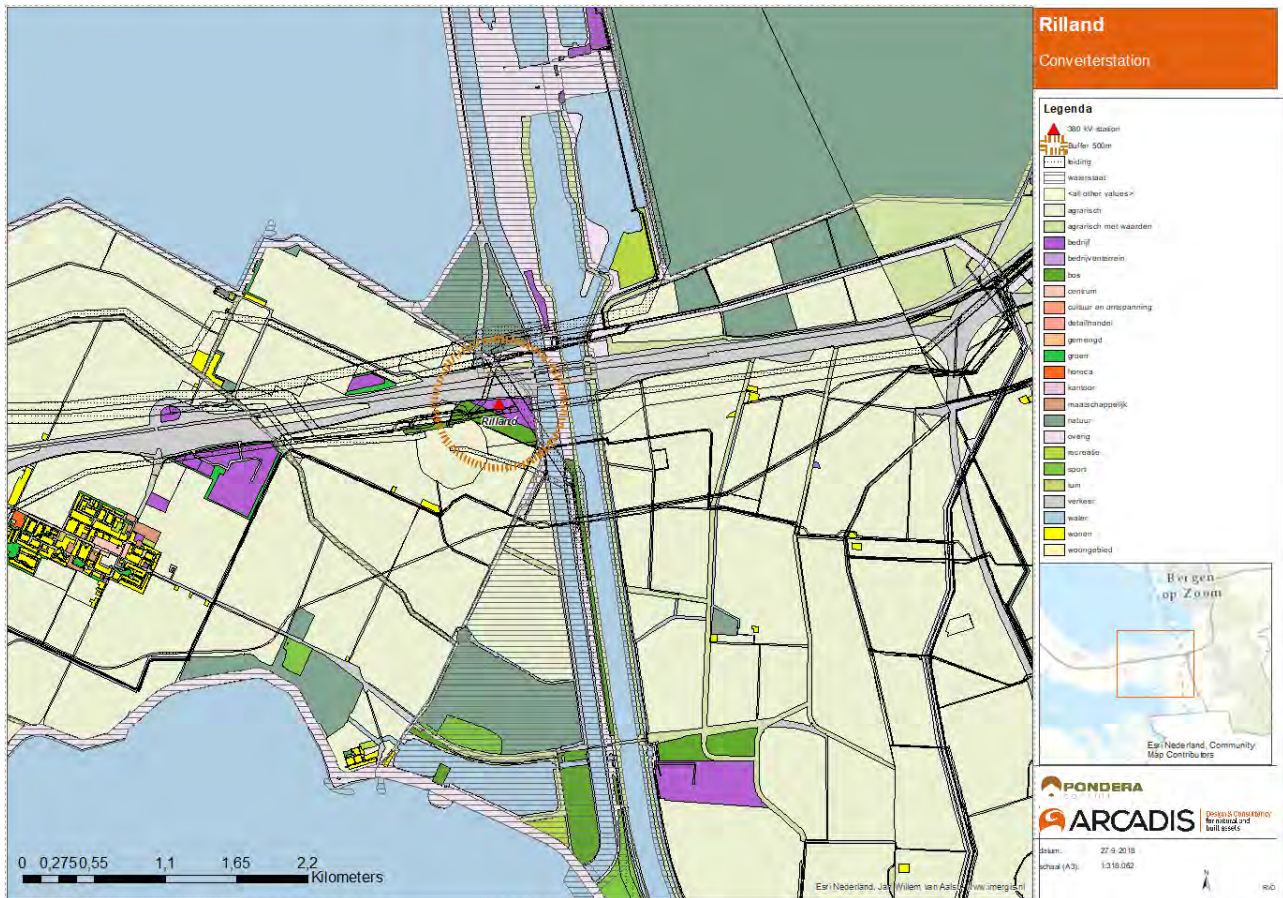 Rilland
Converterstation
Legenda
380 kV-station
Buffer 500m
leiding
waterstaat
<all other values>
agrarisch
agrarisch met waarden
bedrijf
bedrijventerrein
bos
centrum
cultuur en ontspanning
detailhandel
gemengd
groen
horeca
kantoor
maatschappelijk
natuur
overig
recreatie
sport
tuin
verkeer
water
wonen
woongebied
Rilland
Bergen
op Zoom
Esri Nederland, Community
Map Contributors
PONDERA
ARCADIS
Design & Consultancy
for natural and
built assets
datum: 27-9-2018
schaal (A3): 1:318.062
N
0 0,275 0,55 1,1 1,65 2,2
Kilometers
Esri Nederland, Jan Willem van Aalst, www.imergis.nl